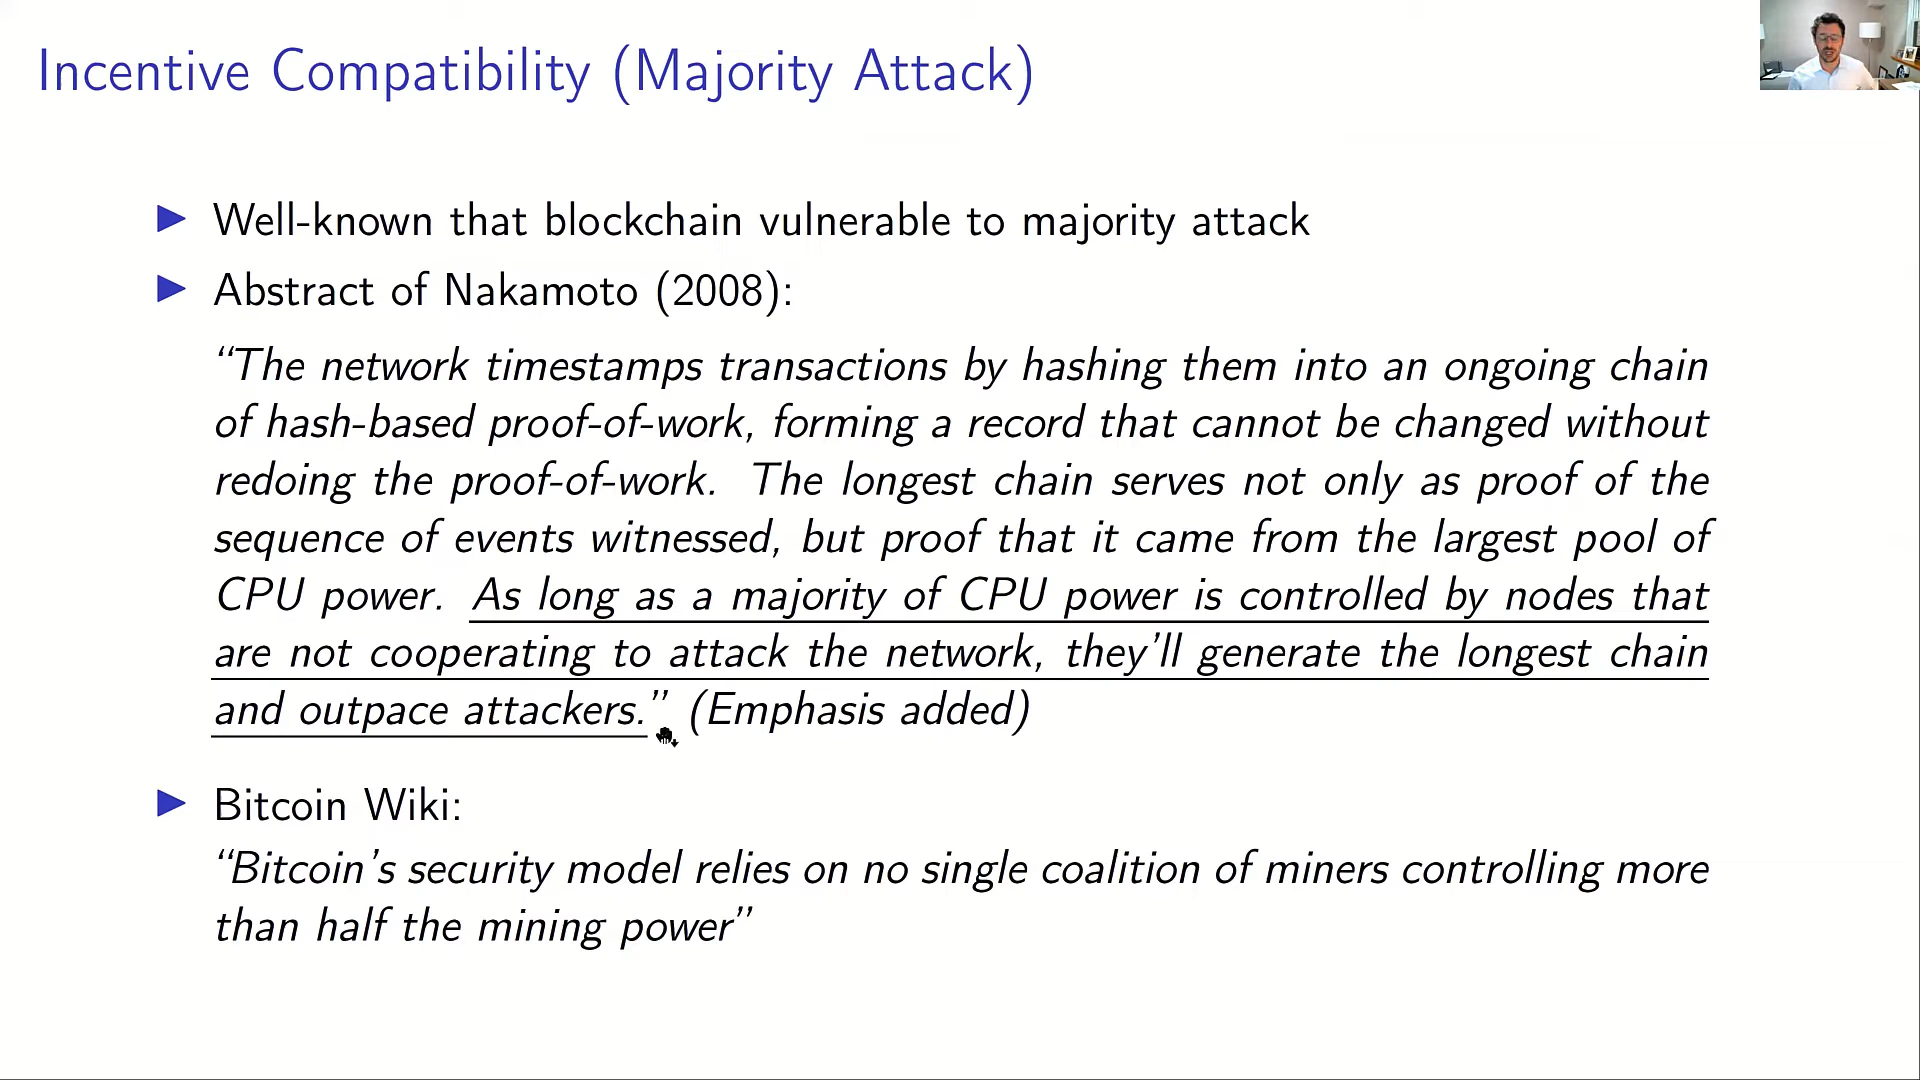 Incentive Compatibility (Majority Attack)
▶ Well-known that blockchain vulnerable to majority attack
▶ Abstract of Nakamoto (2008):
“The network timestamps transactions by hashing them into an ongoing chain
of hash-based proof-of-work, forming a record that cannot be changed without
redoing the proof-of-work. The longest chain serves not only as proof of the
sequence of events witnessed, but proof that it came from the largest pool of
CPU power. As long as a majority of CPU power is controlled by nodes that
are not cooperating to attack the network, they’ll generate the longest chain
and outpace attackers.” (Emphasis added)
▶ Bitcoin Wiki:
“Bitcoin’s security model relies on no single coalition of miners controlling more
than half the mining power”